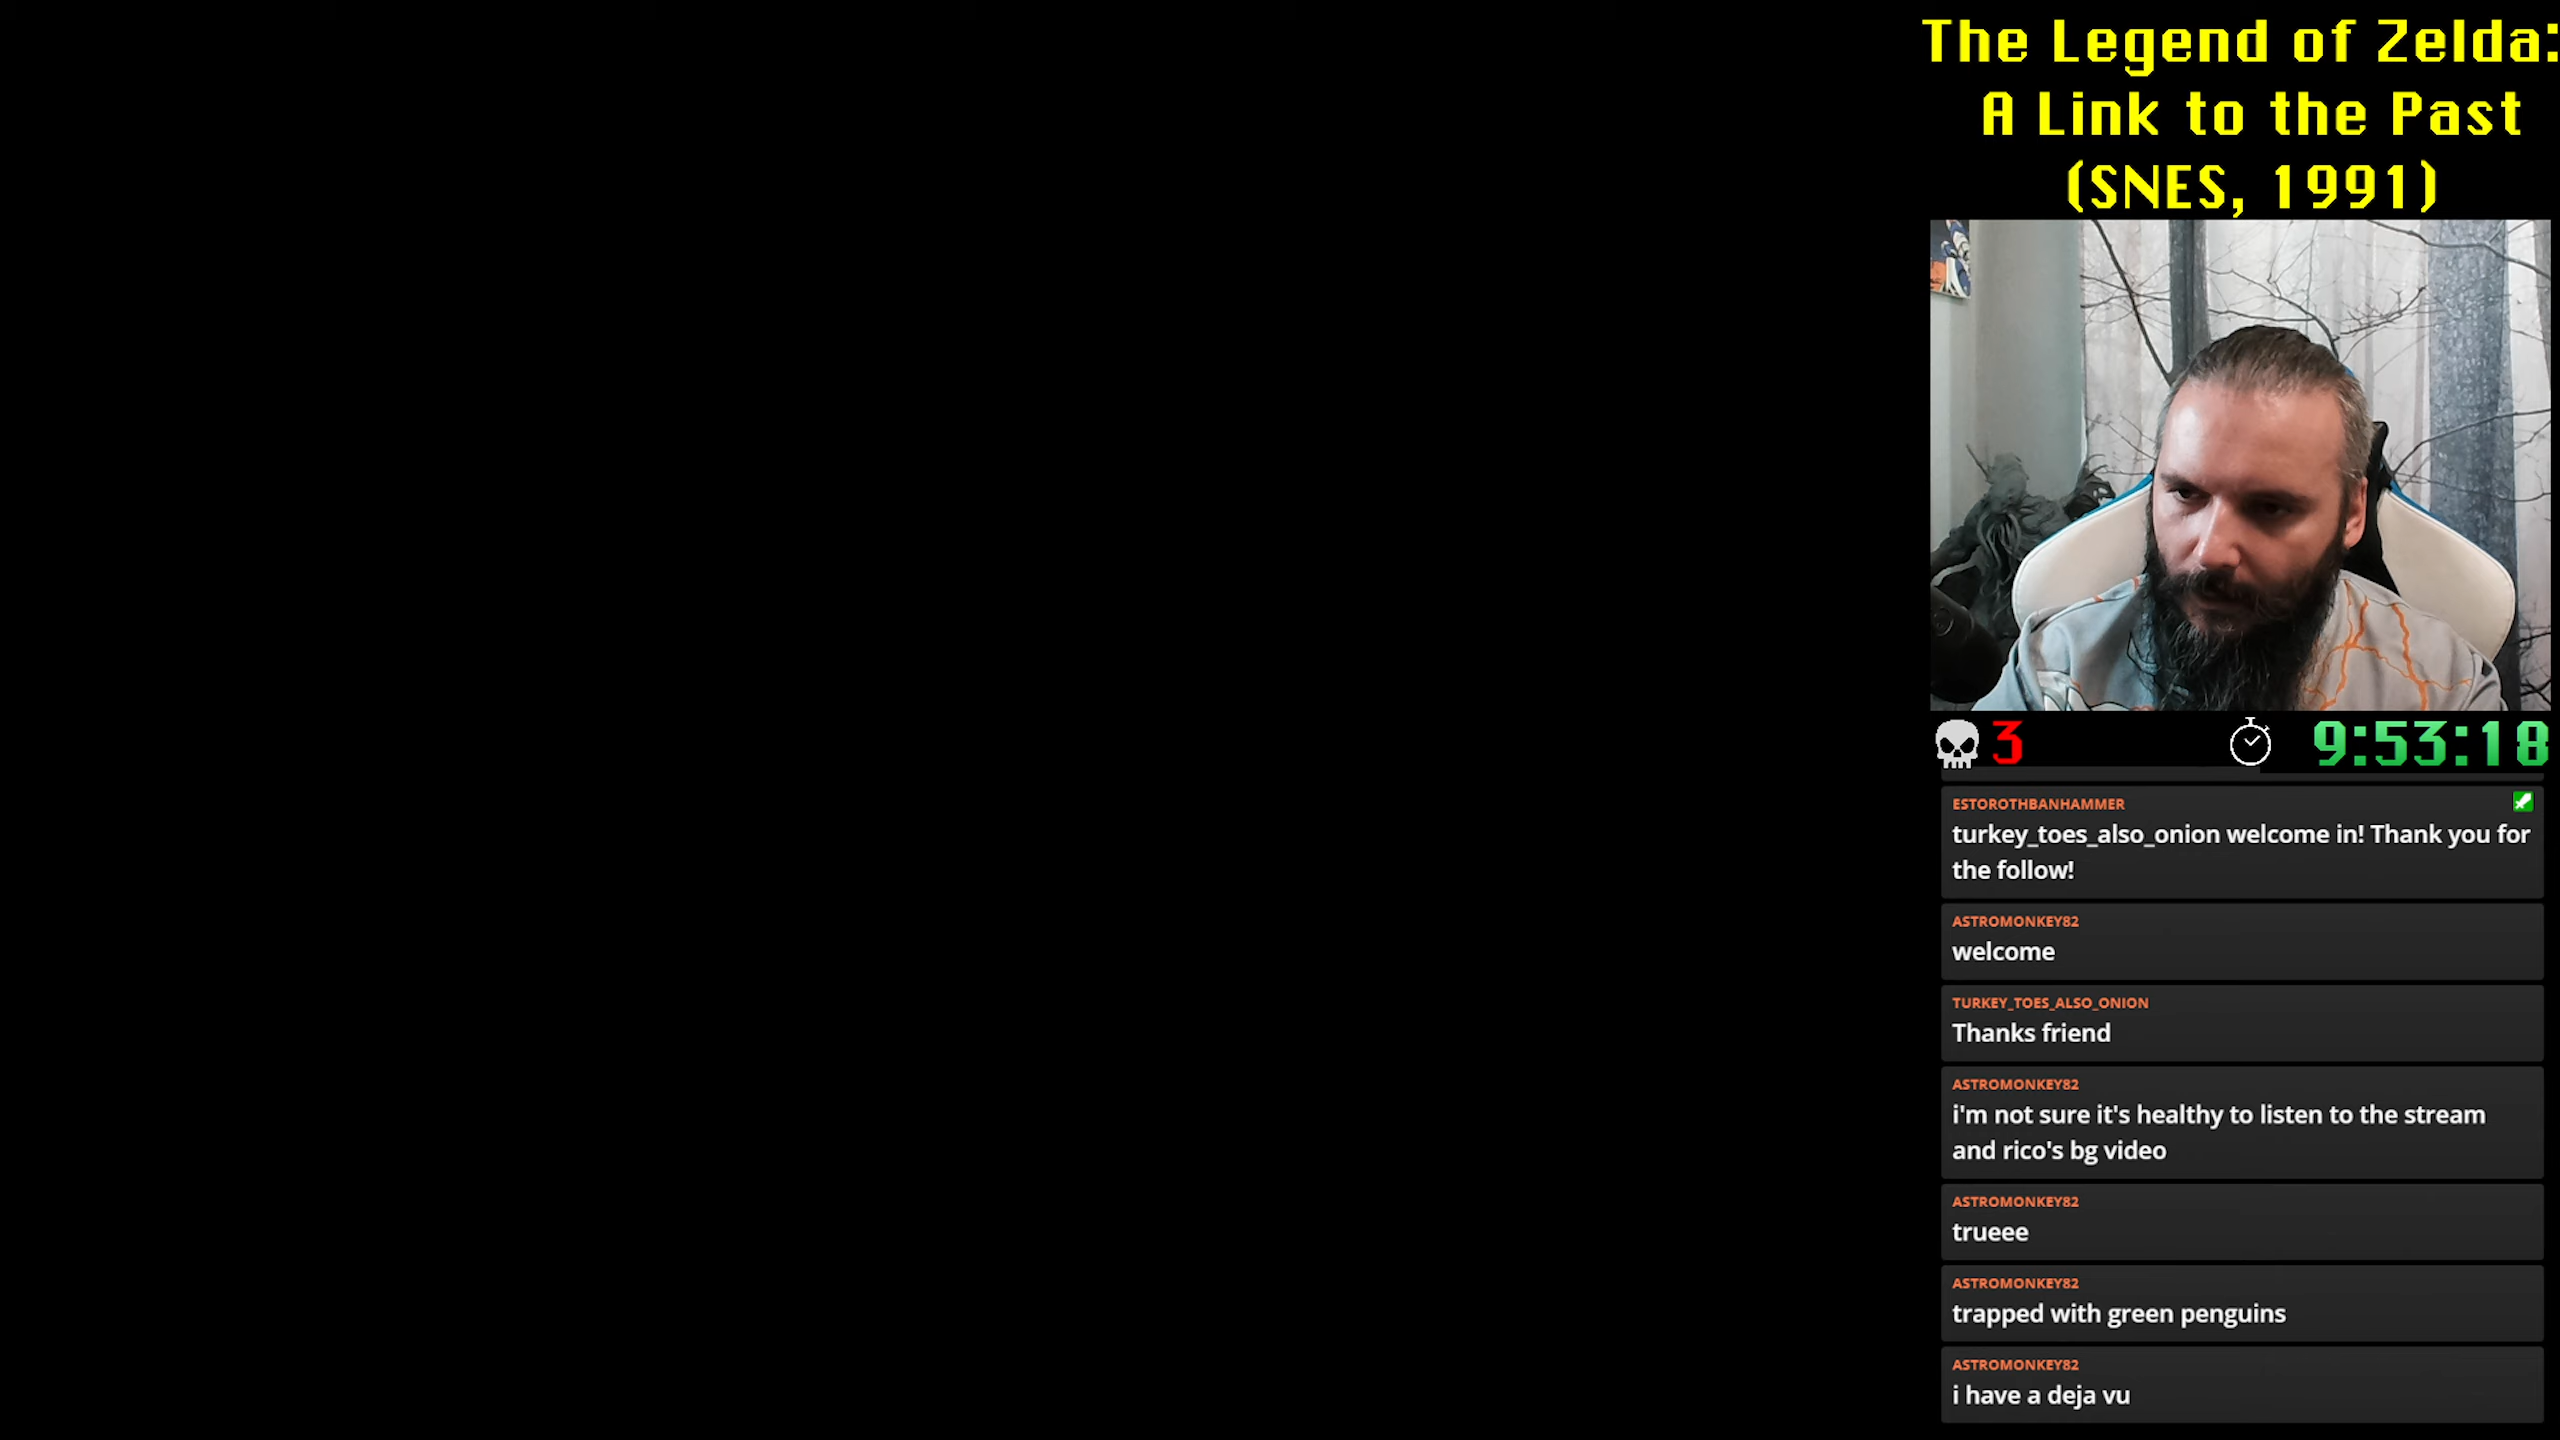 The Legend of Zelda:
A Link to the Past
(SNES, 1991)
3
9:53:18
ESTOROTHBANHAMMER
turkey_toes_also_onion welcome in! Thank you for
the follow!
ASTROMONKEY82
welcome
TURKEY_TOES_ALSO_ONION
Thanks friend
ASTROMONKEY82
i'm not sure it's healthy to listen to the stream
and rico's bg video
ASTROMONKEY82
trueee
ASTROMONKEY82
trapped with green penguins
ASTROMONKEY82
i have a deja vu